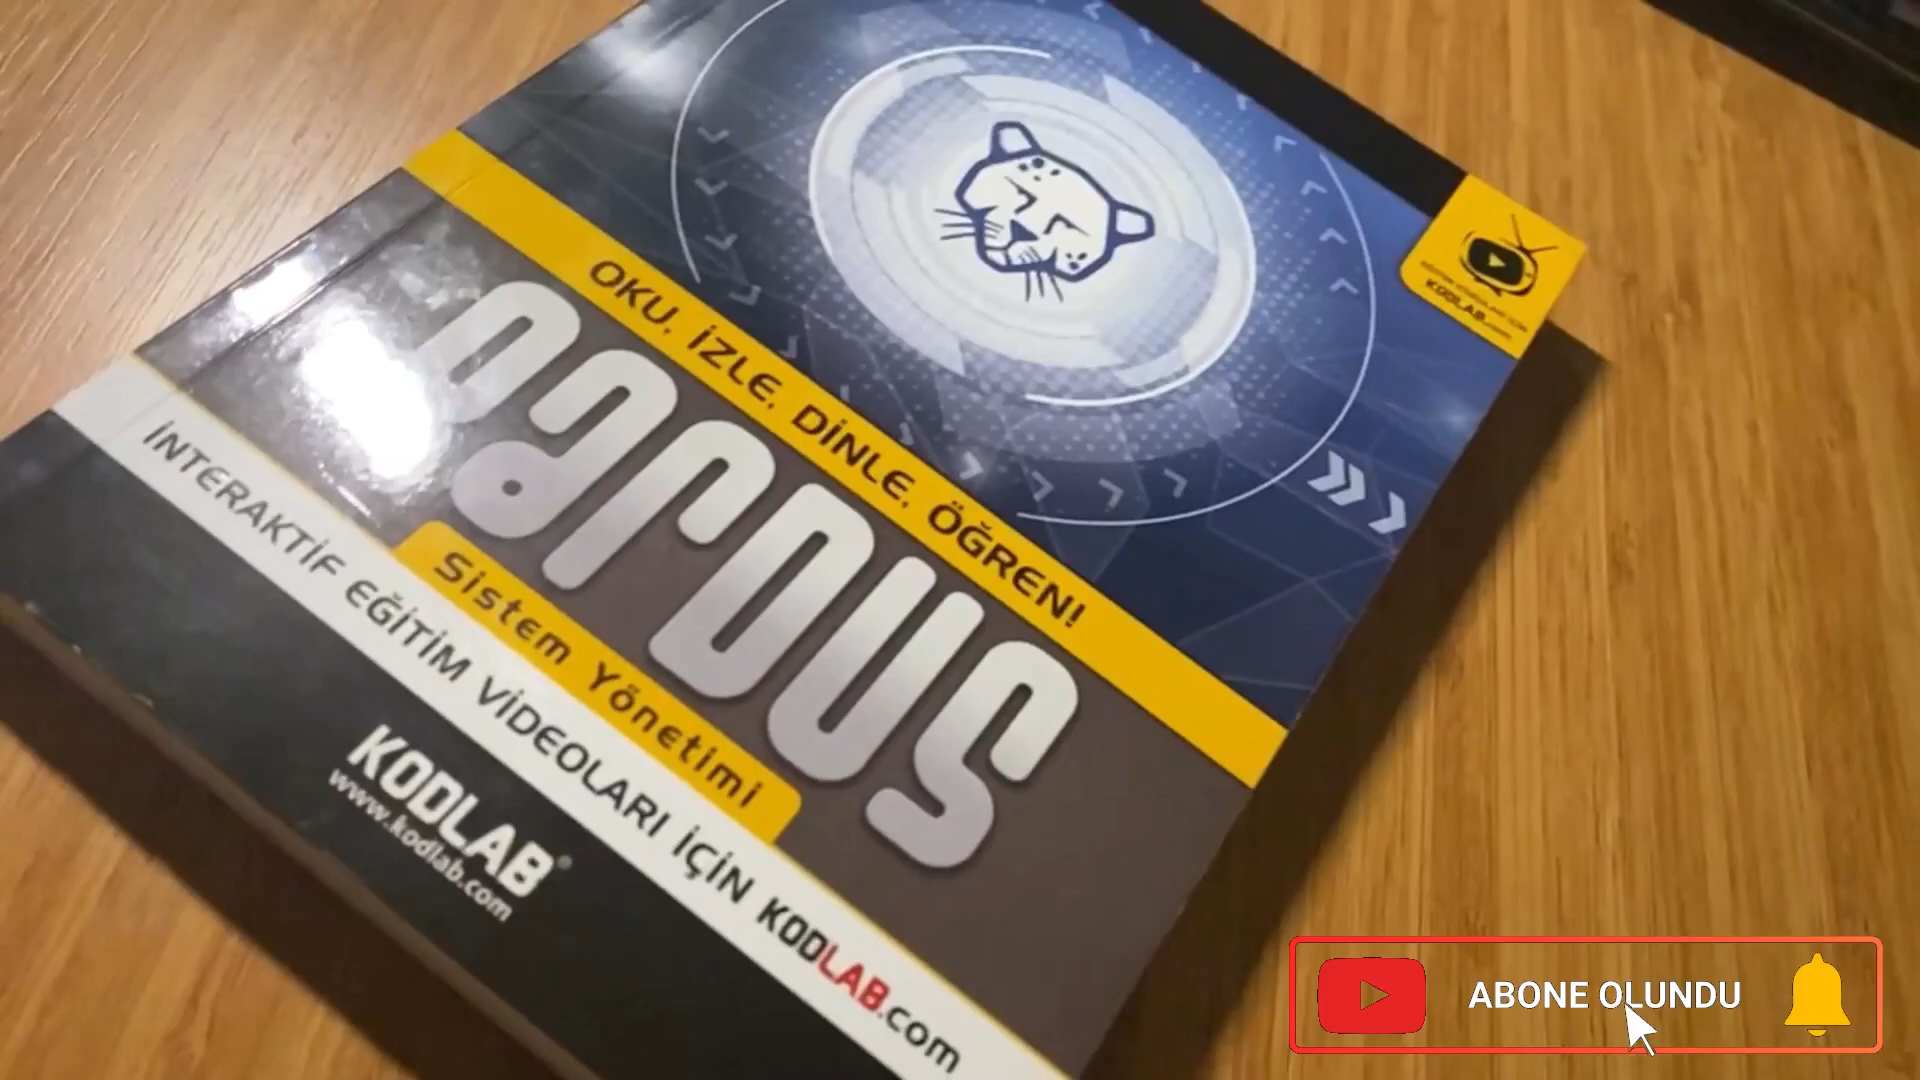 KODLAB
OKU, İZLE, DİNLE, ÖĞREN!
Pardus
Sistem Yönetimi
İNTERAKTİF EĞİTİM VİDEOLARI İÇİN KODLAB.com
KODLAB®
www.kodlab.com
ABONE OLUNDU